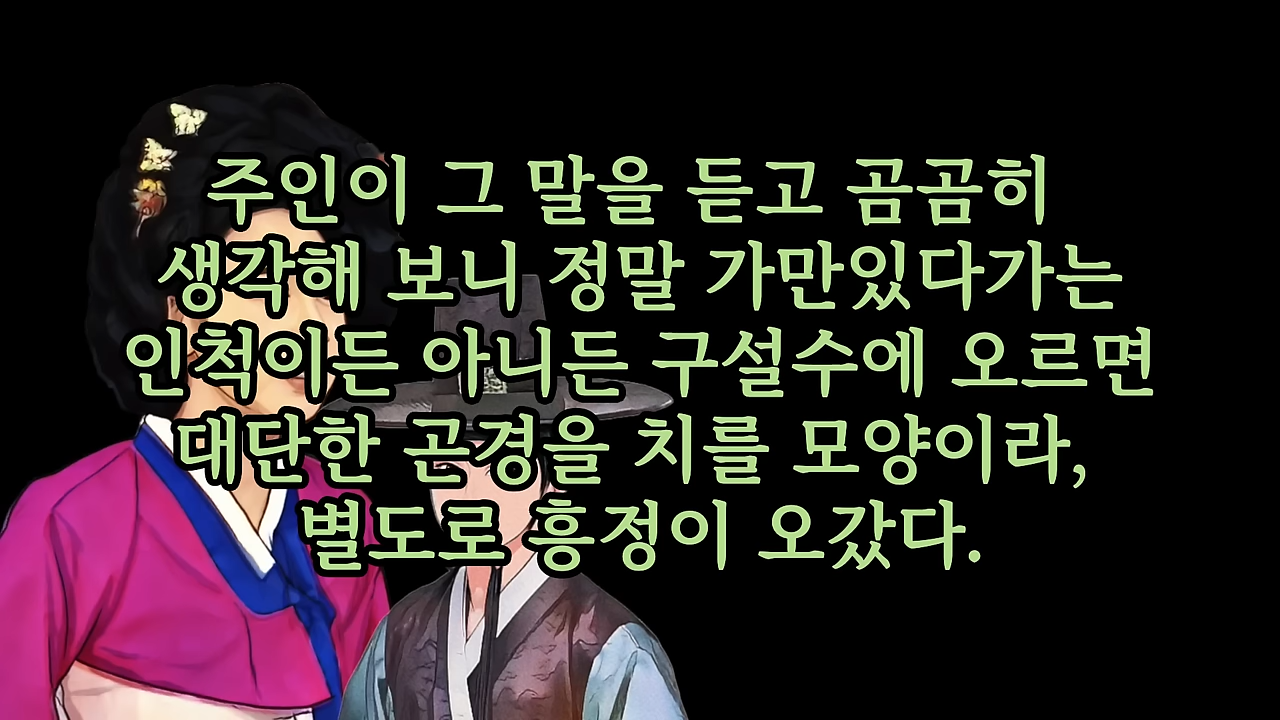 주인이 그 말을 듣고 곰곰히
생각해 보니 정말 가만있다가는
인척이든 아니든 구설수에 오르면
대단한 곤경을 치를 모양이라,
별도로 흥정이 오갔다.